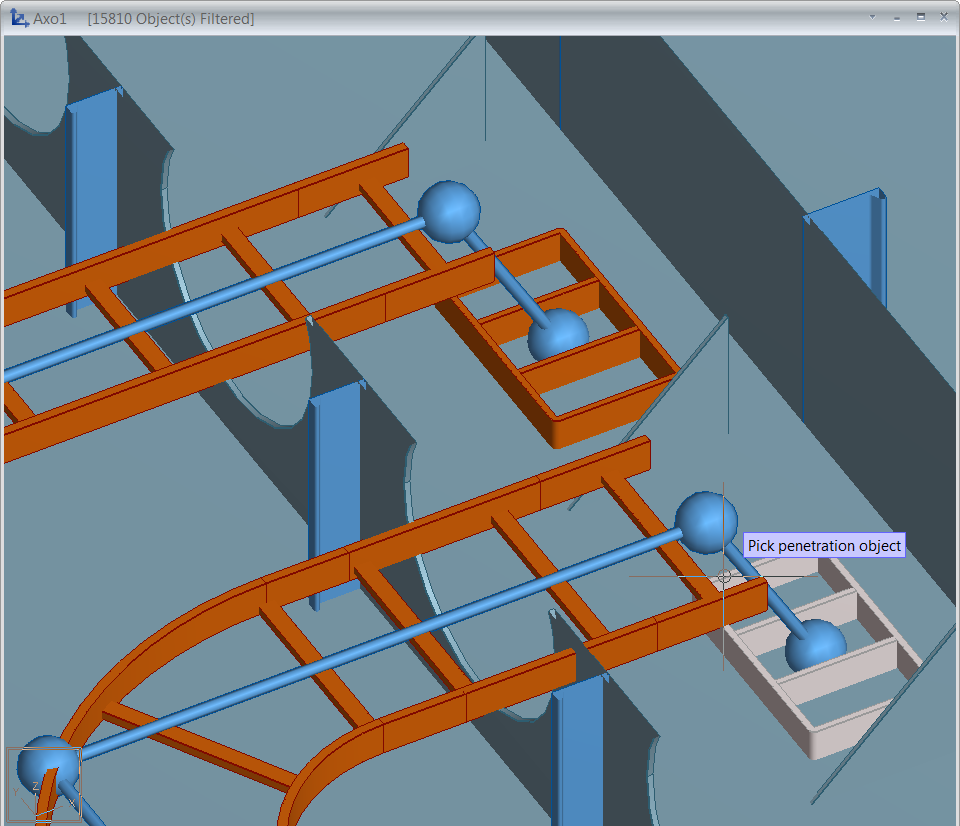 Axo1 [15810 Object(s) Filtered]
Pick penetration object
Z
Y
X